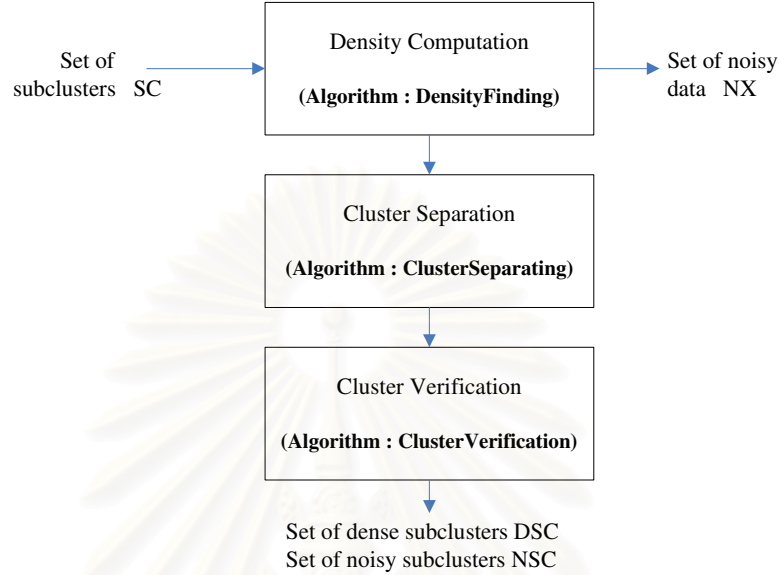 Set of
subclusters SC
Density Computation
(Algorithm : DensityFinding)
Set of noisy
data NX
Cluster Separation
(Algorithm : ClusterSeparating)
Cluster Verification
(Algorithm : ClusterVerification)
Set of dense subclusters DSC
Set of noisy subclusters NSC